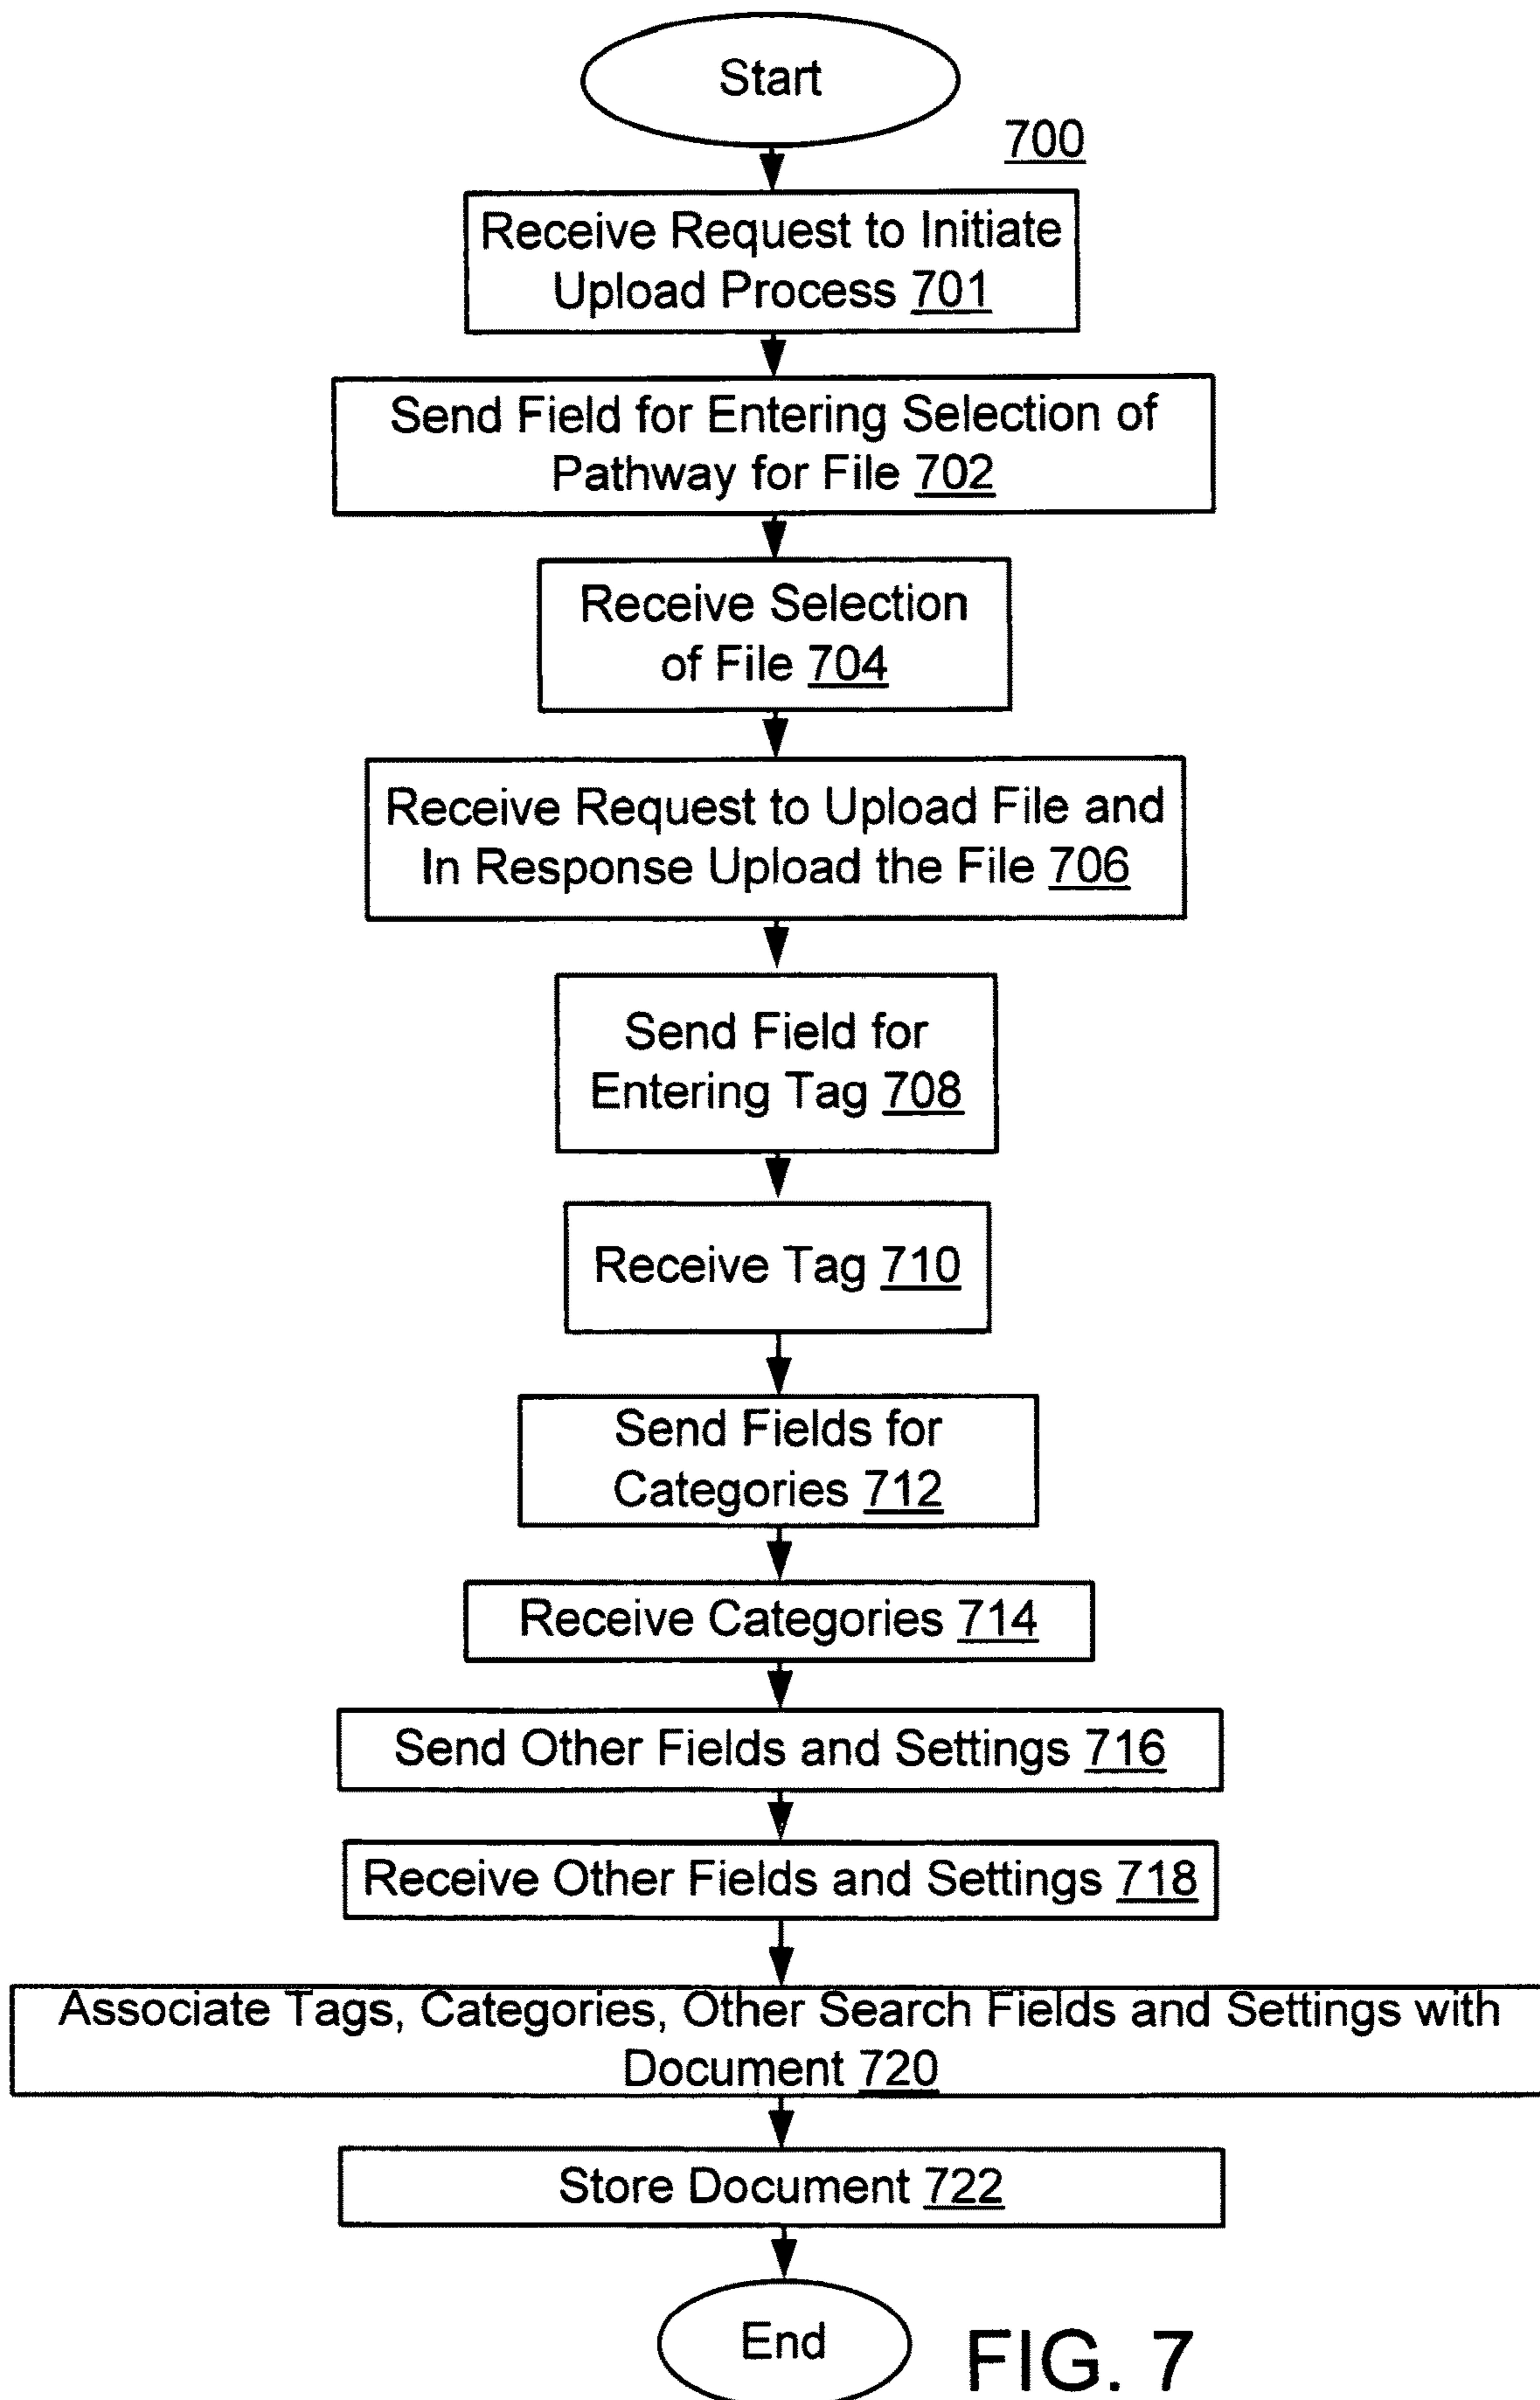 Start
700
Receive Request to Initiate
Upload Process 701
Send Field for Entering Selection of
Pathway for File 702
Receive Selection
of File 704
Receive Request to Upload File and
In Response Upload the File 706
Send Field for
Entering Tag 708
Receive Tag 710
Send Fields for
Categories 712
Receive Categories 714
Send Other Fields and Settings 716
Receive Other Fields and Settings 718
Associate Tags, Categories, Other Search Fields and Settings with
Document 720
Store Document 722
End
FIG. 7